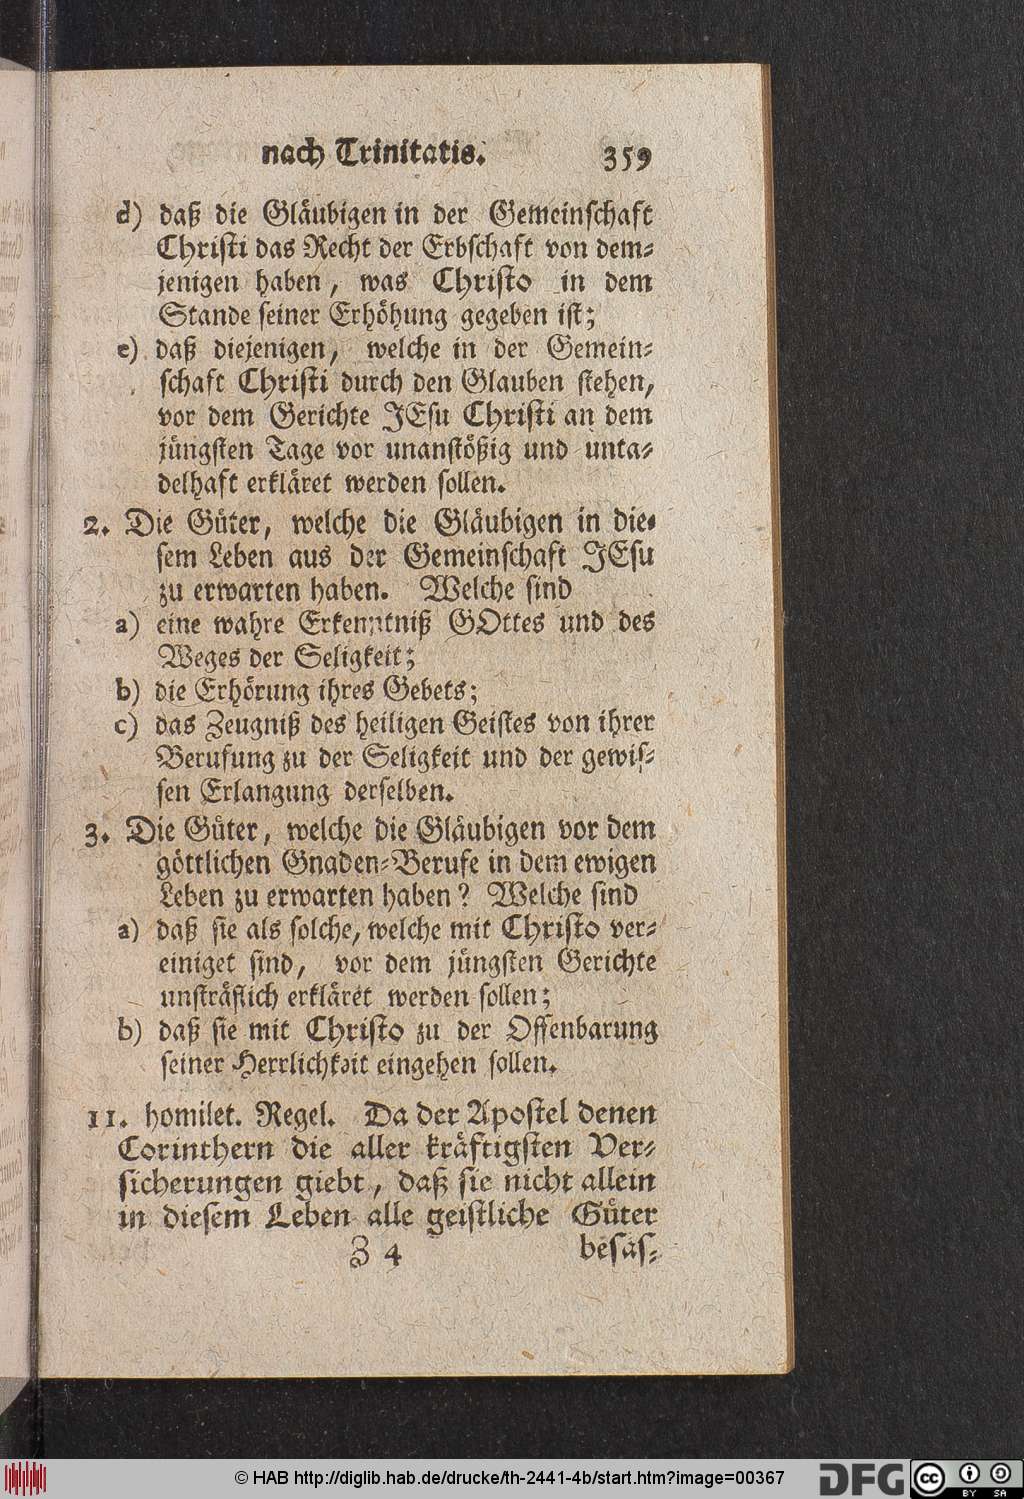 nach Trinitatis. 359
d) daß die Gläubigen in der Gemeinschaft
Christi das Recht der Erbschaft von dem-
jenigen haben, was Christo in dem
Stande seiner Erhöhung gegeben ist;
e) daß diejenigen, welche in der Gemein-
schaft Christi durch den Glauben stehen,
vor dem Gerichte JEsu Christi an dem
jüngsten Tage vor unanstößig und unta-
delhaft erkläret werden sollen.
2. Die Güter, welche die Gläubigen in die-
sem Leben aus der Gemeinschaft JEsu
zu erwarten haben. Welche sind
a) eine wahre Erkenntniß GOttes und des
Weges der Seligkeit;
b) die Erhörung ihres Gebets;
c) das Zeugniß des heiligen Geistes von ihrer
Berufung zu der Seligkeit und der gewis-
sen Erlangung derselben.
3. Die Güter, welche die Gläubigen vor dem
göttlichen Gnaden-Berufe in dem ewigen
Leben zu erwarten haben? Welche sind
a) daß sie als solche, welche mit Christo ver-
einiget sind, vor dem jüngsten Gerichte
unsträflich erkläret werden sollen;
b) daß sie mit Christo zu der Offenbarung
seiner Herrlichkeit eingehen sollen.
11. homilet. Regel. Da der Apostel denen
Corinthern die aller kräftigsten Ver-
sicherungen giebt, daß sie nicht allein
in diesem Leben alle geistliche Güter
Z 4 besäs-
© HAB http://diglib.hab.de/drucke/th-2441-4b/start.htm?image=00367 DFG cc BY SA